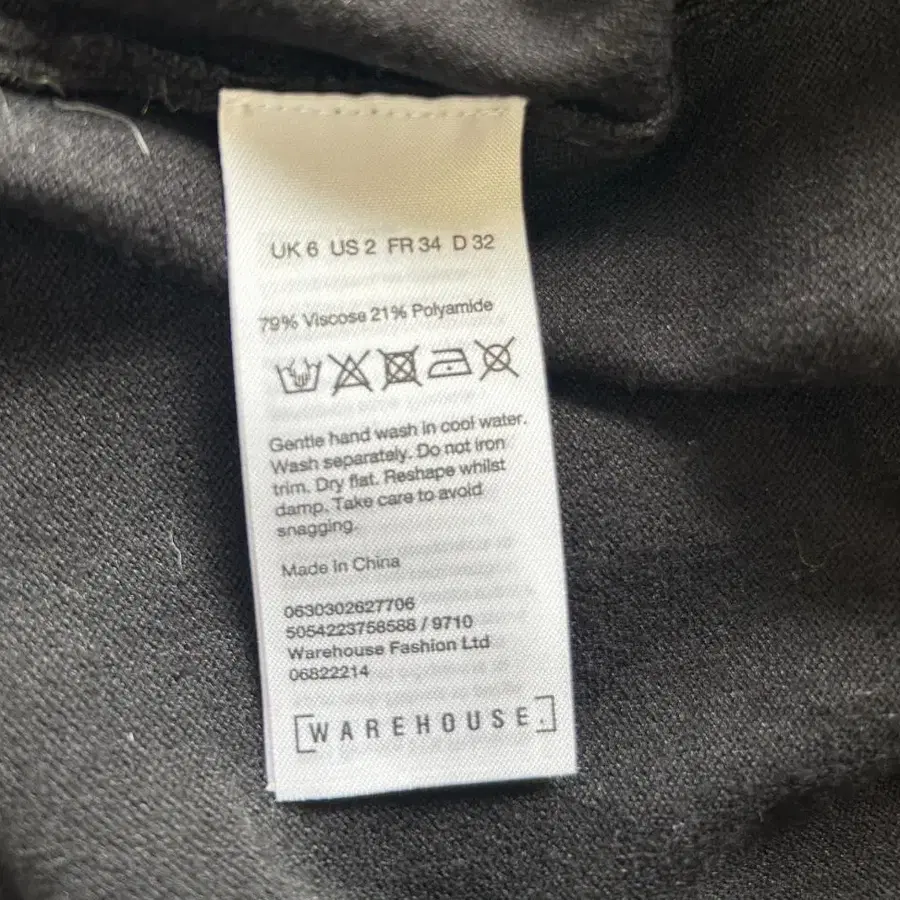 UK 6 US 2 FR 34 D 32
79% Viscose 21% Polyamide
Gentle hand wash in cool water.
Wash separately. Do not iron
trim. Dry flat. Reshape whilst
damp. Take care to avoid
snagging.
Made In China
0630302627706
5054223758588 / 9710
Warehouse Fashion Ltd
06822214
[WAREHOUSE.]